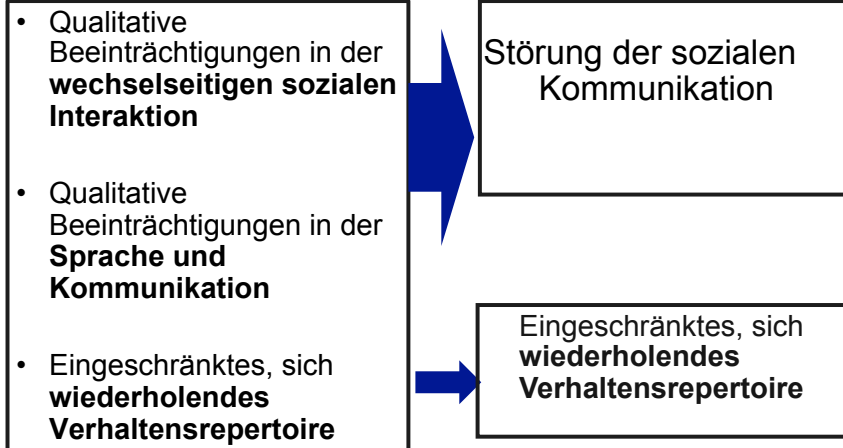 • Qualitative
Beeinträchtigungen in der
wechselseitigen sozialen
Interaktion
• Qualitative
Beeinträchtigungen in der
Sprache und
Kommunikation
• Eingeschränktes, sich
wiederholendes
Verhaltensrepertoire
Störung der sozialen
Kommunikation
Eingeschränktes, sich
wiederholendes
Verhaltensrepertoire